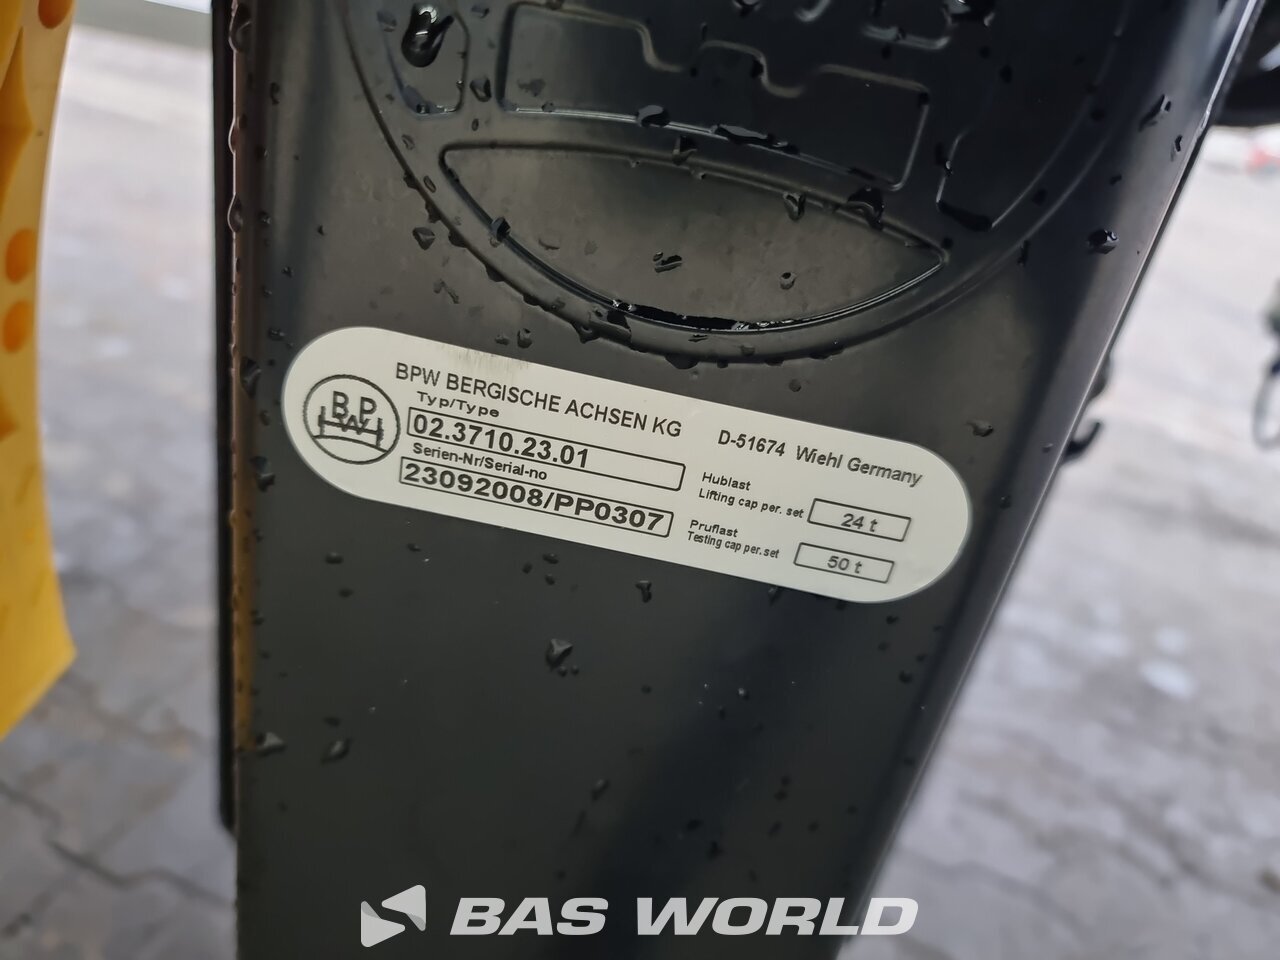 BPW
BPW BERGISCHE ACHSEN KG
D-51674 Wiehl Germany
Typ/Type
02.3710.23.01
Serien-Nr/Serial-no
23092008/PP0307
Hublast
Lifting cap per. set
24 t
Pruflast
Testing cap per.set
50 t
BAS WORLD